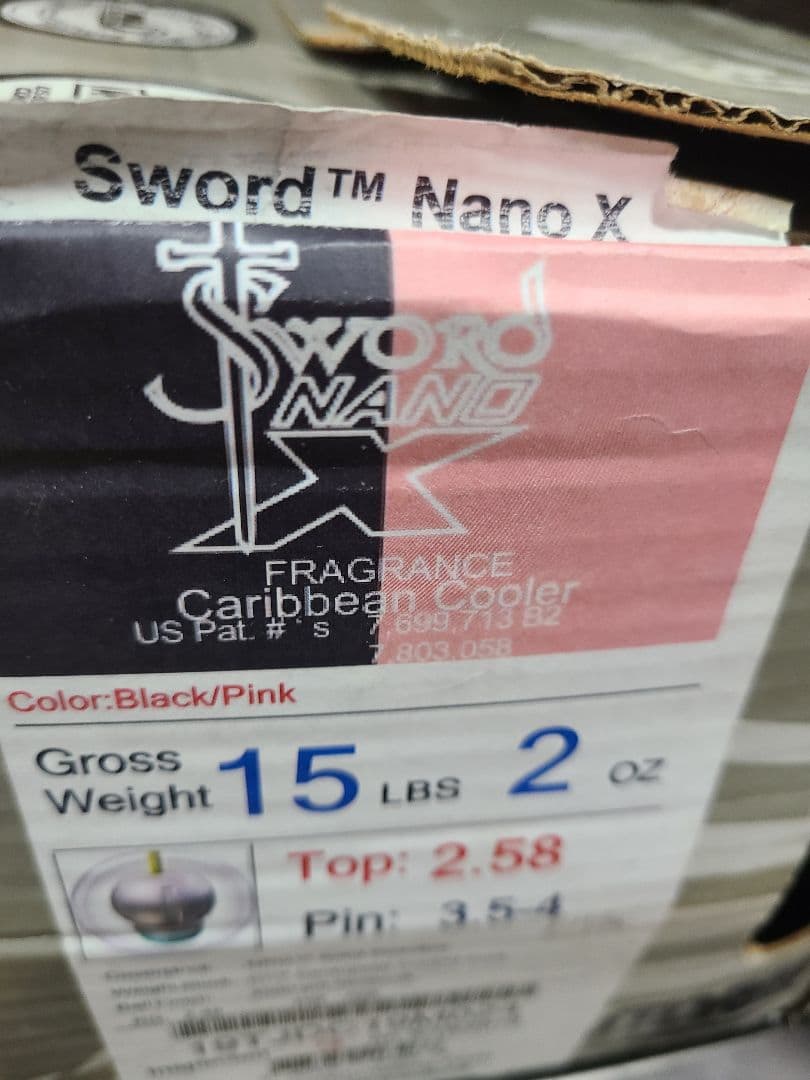 Sword™ Nano X
SWORD
NANO
X
FRAGRANCE
Caribbean Cooler
US Pat. # ' s 7,699,713 B2
7,803,058
Color:Black/Pink
Gross
Weight 15 LBS 2 OZ
Top: 2.58
Pin: 3.5-4